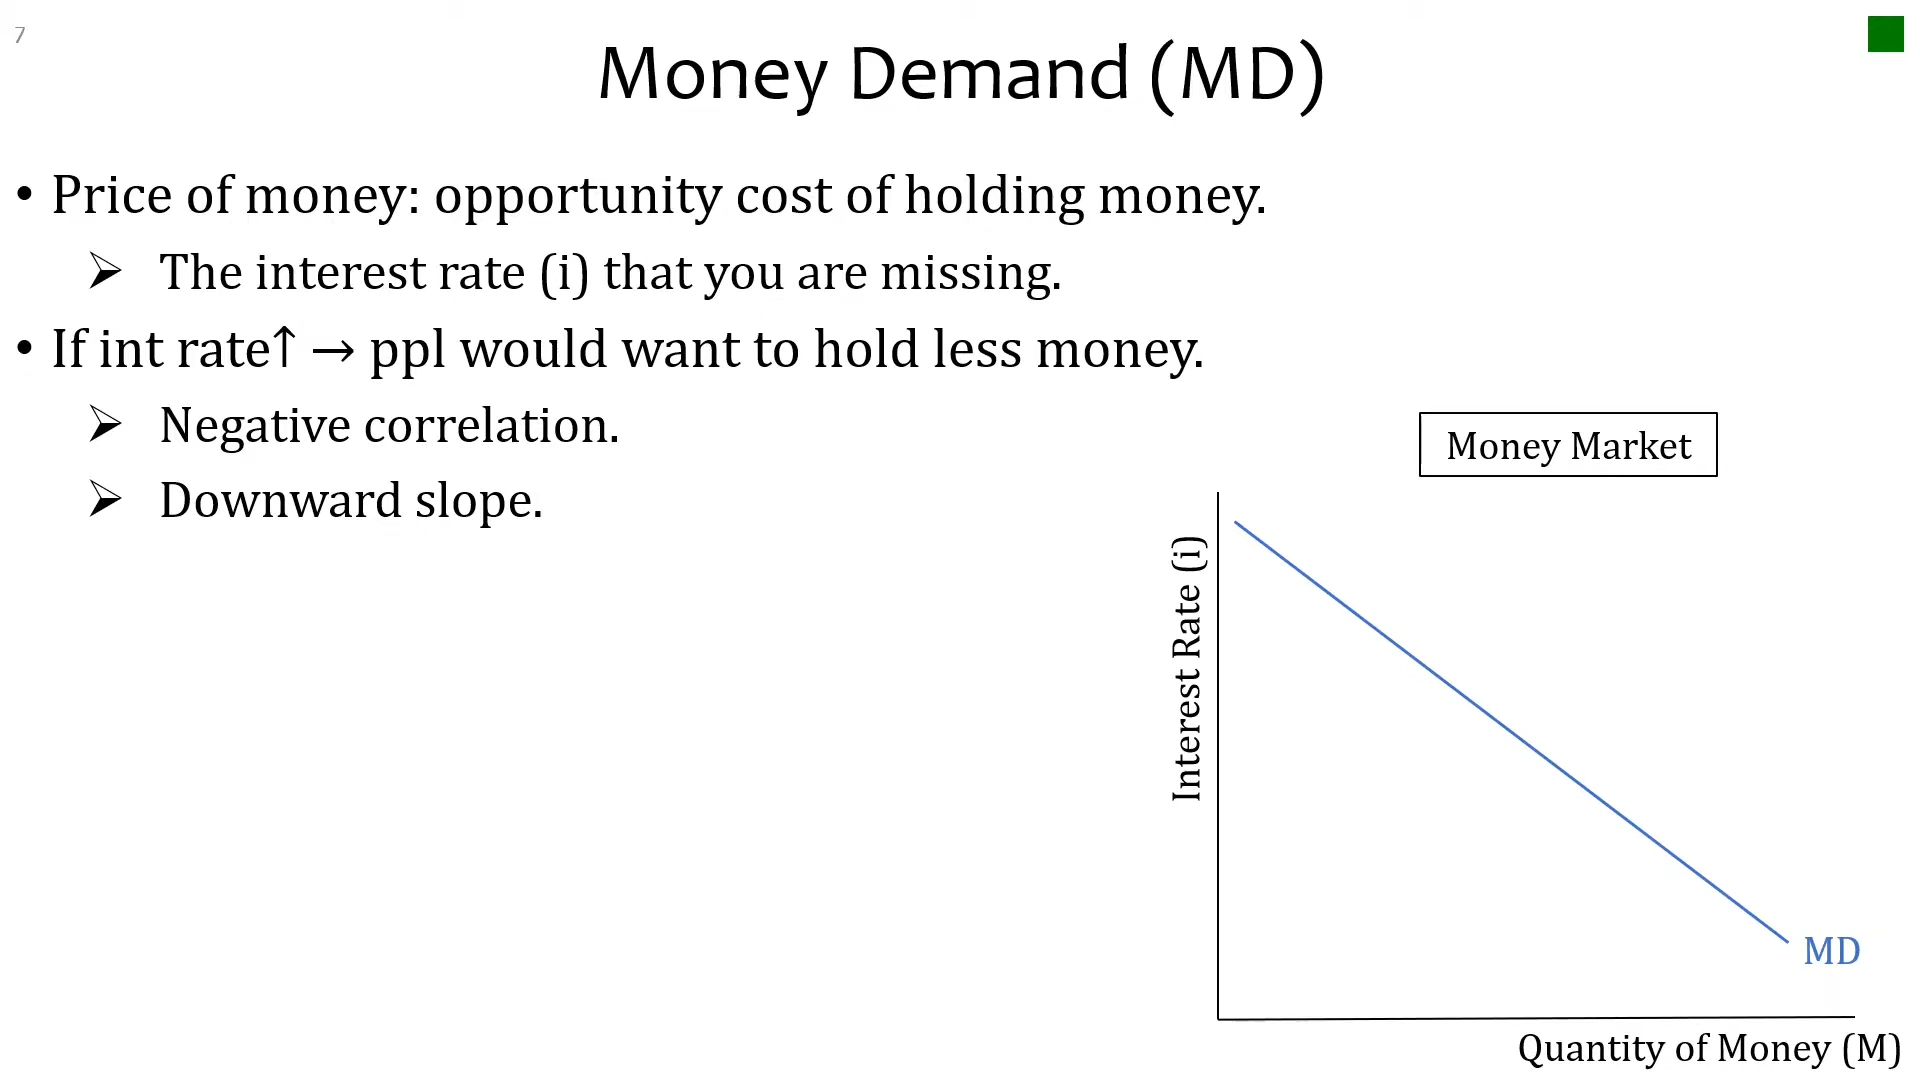 7
Money Demand (MD)
• Price of money: opportunity cost of holding money.
➢ The interest rate (i) that you are missing.
• If int rate↑ → ppl would want to hold less money.
➢ Negative correlation.
➢ Downward slope.
Money Market
Interest Rate (i)
MD
Quantity of Money (M)